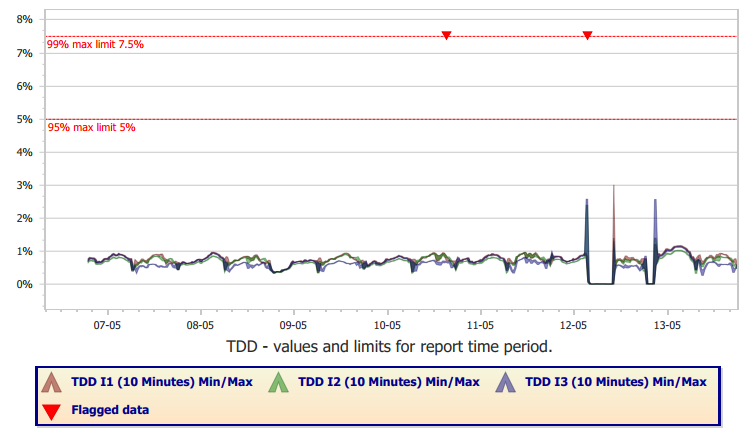 8%
99% max limit 7.5%
7%
6%
5%
95% max limit 5%
4%
3%
2%
1%
0%
07-05 08-05 09-05 10-05 11-05 12-05 13-05
TDD - values and limits for report time period.
TDD I1 (10 Minutes) Min/Max TDD I2 (10 Minutes) Min/Max TDD I3 (10 Minutes) Min/Max
Flagged data